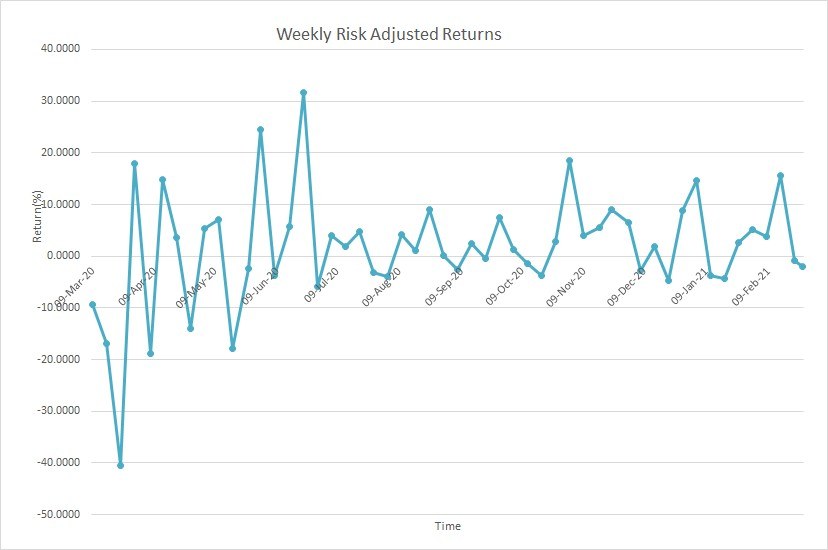 Weekly Risk Adjusted Returns
40.0000
30.0000
20.0000
10.0000
0.0000
-10.0000
-20.0000
-30.0000
-40.0000
-50.0000
Return(%)
09-Mar-20
09-Apr-20
09-May-20
09-Jun-20
09-Jul-20
09-Aug-20
09-Sep-20
09-Oct-20
09-Nov-20
09-Dec-20
09-Jan-21
09-Feb-21
Time